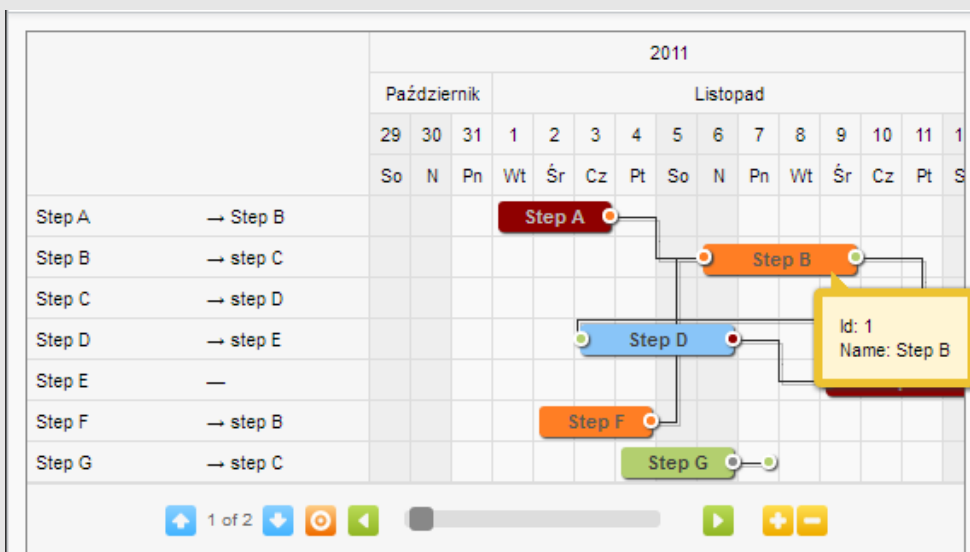 2011
Październik Listopad
29 30 31 1 2 3 4 5 6 7 8 9 10 11 1
So N Pn Wt Śr Cz Pt So N Pn Wt Śr Cz Pt S
Step A → Step B Step A
Step B → step C Step B
Step C → step D
Id: 1
Step D → step E Step D
Name: Step B
Step E —
Step F → step B Step F
Step G → step C Step G
1 of 2